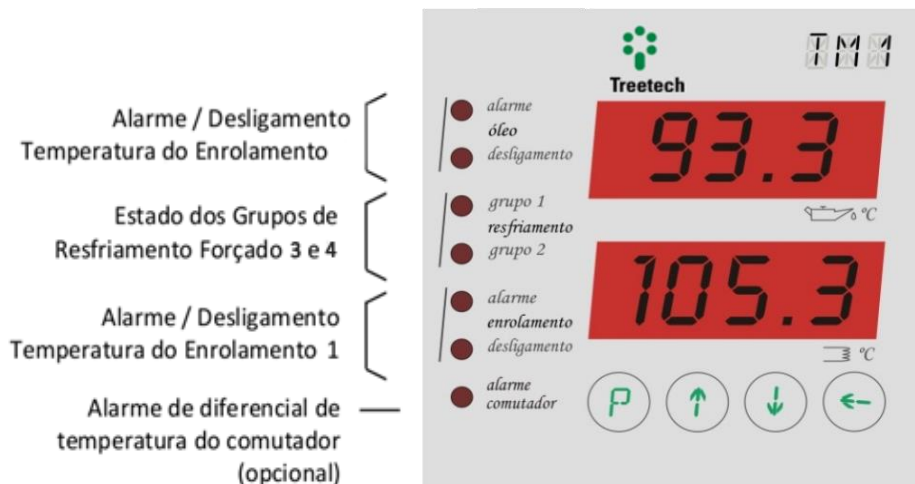 Alarme / Desligamento
Temperatura do Enrolamento
Estado dos Grupos de
Resfriamento Forçado 3 e 4
Alarme / Desligamento
Temperatura do Enrolamento 1
Alarme de diferencial de
temperatura do comutador
(opcional)
Treetech
TM1
alarme
óleo
desligamento
93.3
°C
grupo 1
resfriamento
grupo 2
105.3
°C
alarme
enrolamento
desligamento
alarme
comutador
P